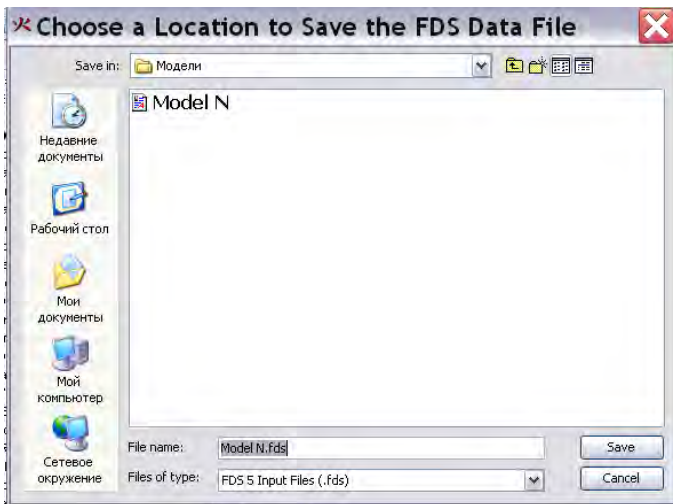 Choose a Location to Save the FDS Data File
Save in: Модели
Model N
Недавние
документы
Рабочий стол
Мои
документы
Мой
компьютер
Сетевое
окружение
File name: Model N.fds
Save
Files of type: FDS 5 Input Files (.fds)
Cancel